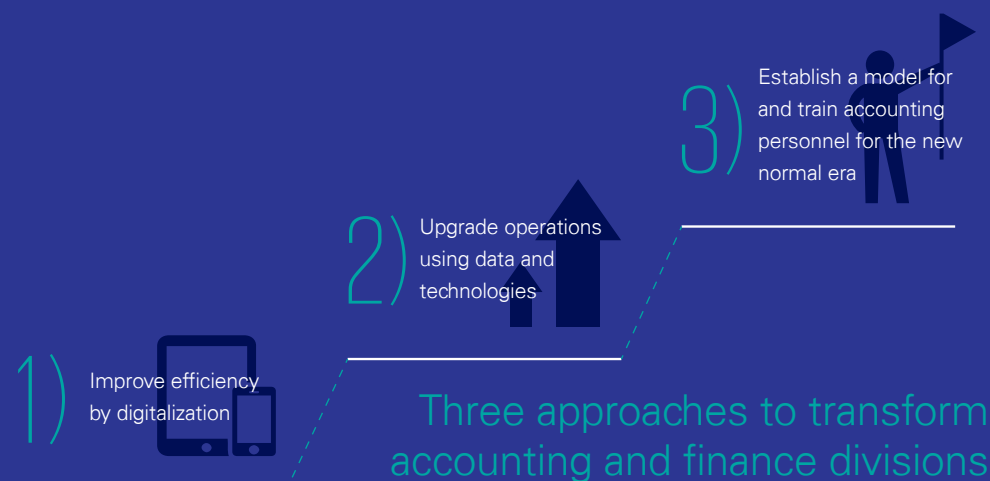 1)
Improve efficiency
by digitalization
2)
Upgrade operations
using data and
technologies
3)
Establish a model for
and train accounting
personnel for the new
normal era
Three approaches to transform
accounting and finance divisions